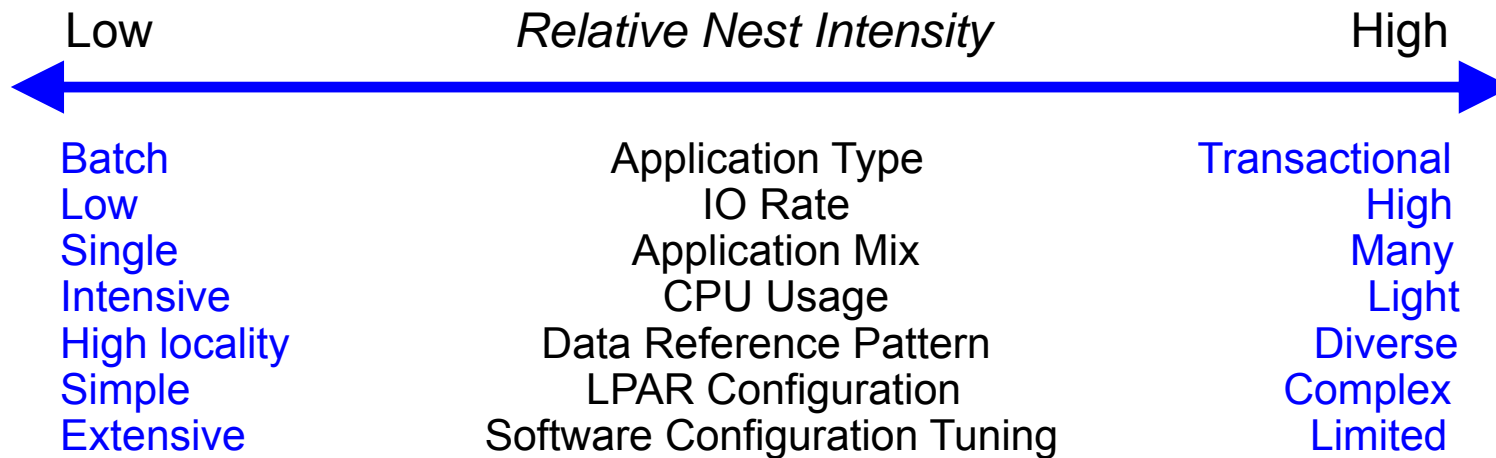 Low Relative Nest Intensity High
Batch Application Type Transactional
Low IO Rate High
Single Application Mix Many
Intensive CPU Usage Light
High locality Data Reference Pattern Diverse
Simple LPAR Configuration Complex
Extensive Software Configuration Tuning Limited